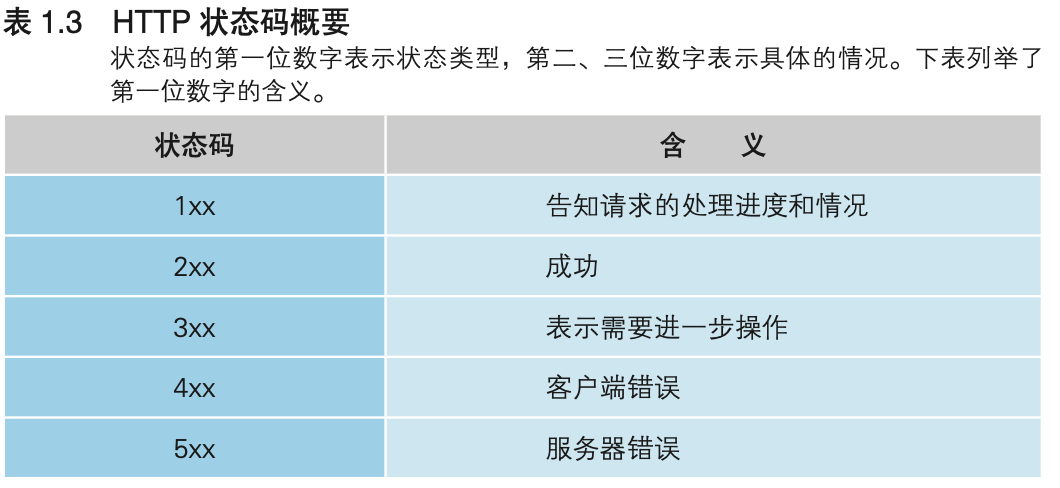 表 1.3 HTTP 状态码概要
状态码的第一位数字表示状态类型，第二、三位数字表示具体的情况。下表列举了
第一位数字的含义。
状态码 含 义
1xx 告知请求的处理进度和情况
2xx 成功
3xx 表示需要进一步操作
4xx 客户端错误
5xx 服务器错误